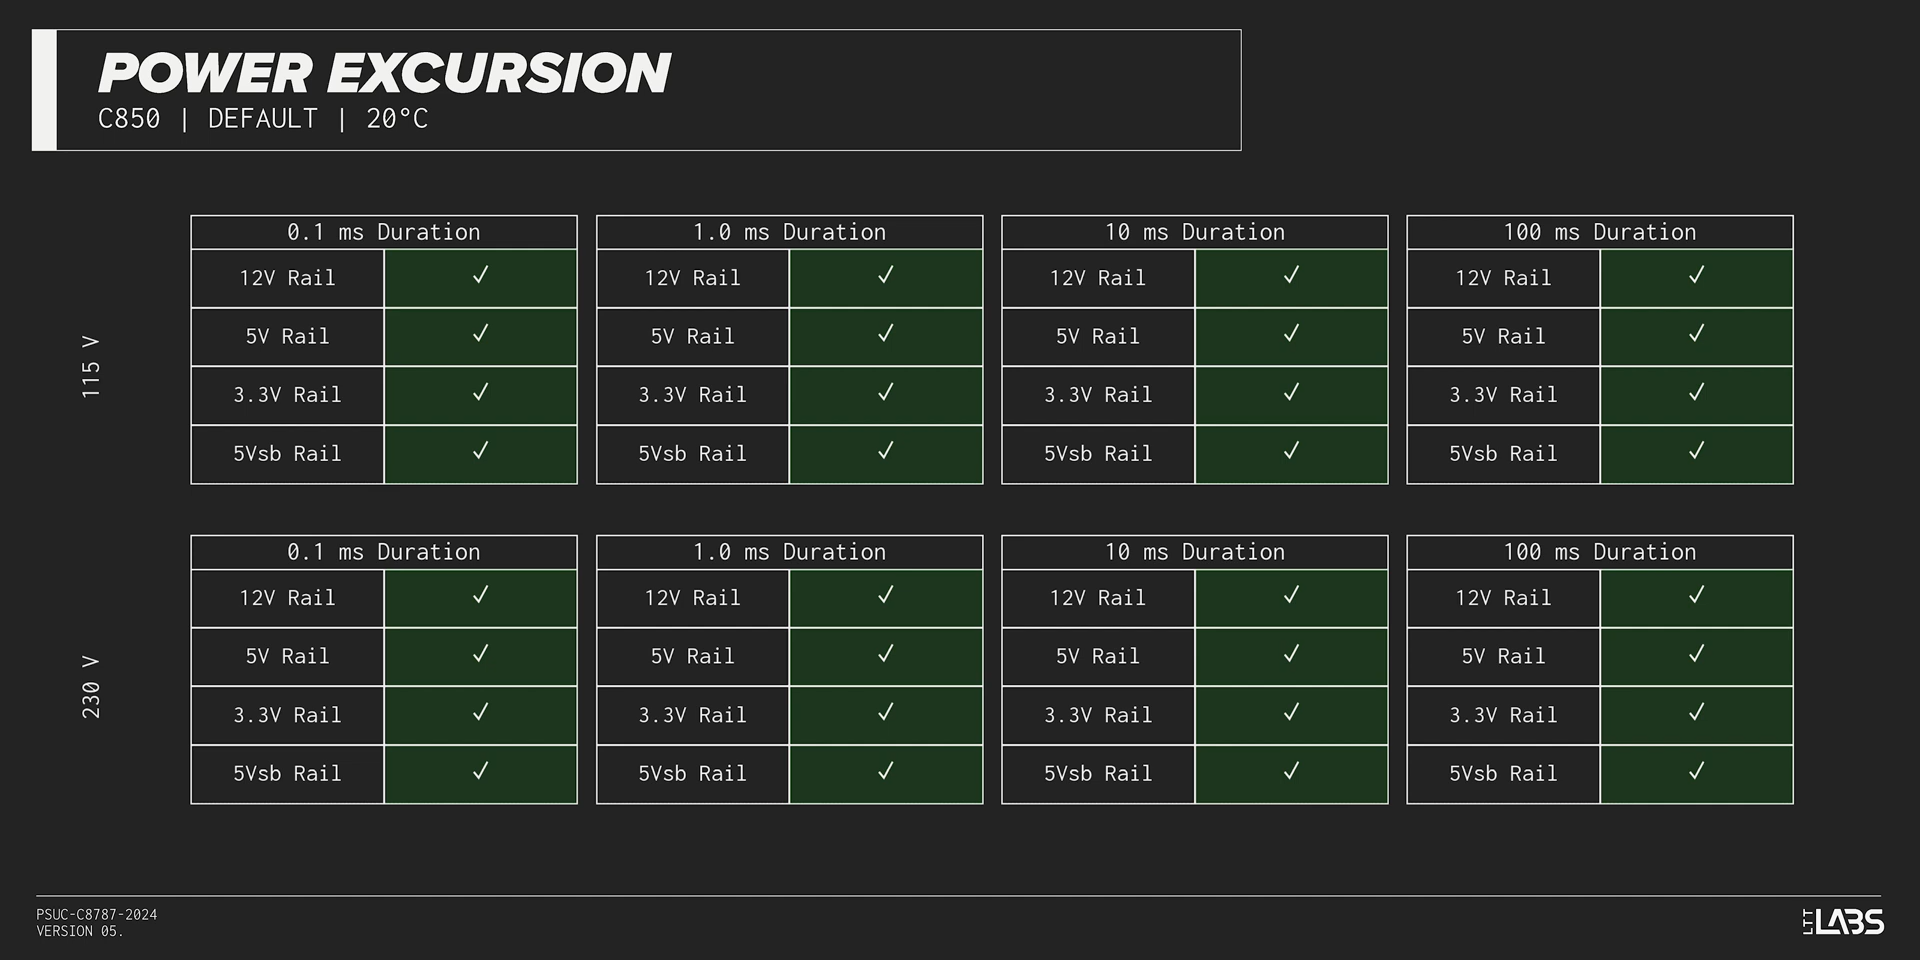 POWER EXCURSION
C850 | DEFAULT | 20°C
115 V
0.1 ms Duration 1.0 ms Duration 10 ms Duration 100 ms Duration
12V Rail ✓ 12V Rail ✓ 12V Rail ✓ 12V Rail ✓
5V Rail ✓ 5V Rail ✓ 5V Rail ✓ 5V Rail ✓
3.3V Rail ✓ 3.3V Rail ✓ 3.3V Rail ✓ 3.3V Rail ✓
5Vsb Rail ✓ 5Vsb Rail ✓ 5Vsb Rail ✓ 5Vsb Rail ✓
230 V
0.1 ms Duration 1.0 ms Duration 10 ms Duration 100 ms Duration
12V Rail ✓ 12V Rail ✓ 12V Rail ✓ 12V Rail ✓
5V Rail ✓ 5V Rail ✓ 5V Rail ✓ 5V Rail ✓
3.3V Rail ✓ 3.3V Rail ✓ 3.3V Rail ✓ 3.3V Rail ✓
5Vsb Rail ✓ 5Vsb Rail ✓ 5Vsb Rail ✓ 5Vsb Rail ✓
PSUC-C8787-2024
VERSION 05.
LTT LABS